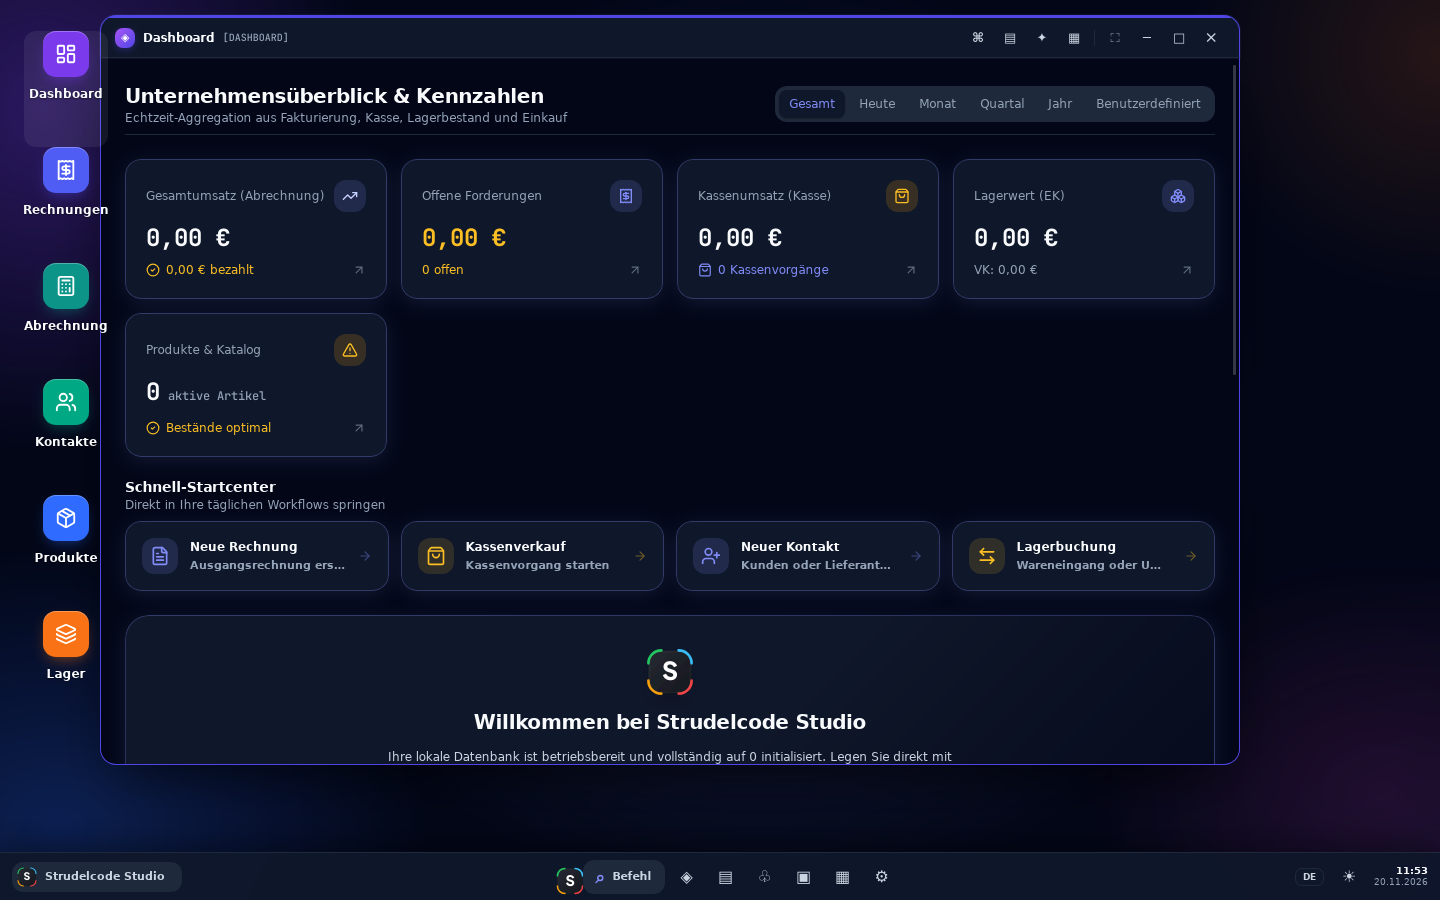 Dashboard
Rechnungen
Abrechnung
Kontakte
Produkte
Lager
Dashboard [DASHBOARD]
Unternehmensüberblick & Kennzahlen
Echtzeit-Aggregation aus Fakturierung, Kasse, Lagerbestand und Einkauf
Gesamt Heute Monat Quartal Jahr Benutzerdefiniert
Gesamtumsatz (Abrechnung)
0,00 €
0,00 € bezahlt
Offene Forderungen
0,00 €
0 offen
Kassenumsatz (Kasse)
0,00 €
0 Kassenvorgänge
Lagerwert (EK)
0,00 €
VK: 0,00 €
Produkte & Katalog
0 aktive Artikel
Bestände optimal
Schnell-Startcenter
Direkt in Ihre täglichen Workflows springen
Neue Rechnung
Ausgangsrechnung ers...
Kassenverkauf
Kassenvorgang starten
Neuer Kontakt
Kunden oder Lieferant...
Lagerbuchung
Wareneingang oder U...
S
Willkommen bei Strudelcode Studio
Ihre lokale Datenbank ist betriebsbereit und vollständig auf 0 initialisiert. Legen Sie direkt mit
S Strudelcode Studio
S Befehl
DE
11:53
20.11.2026